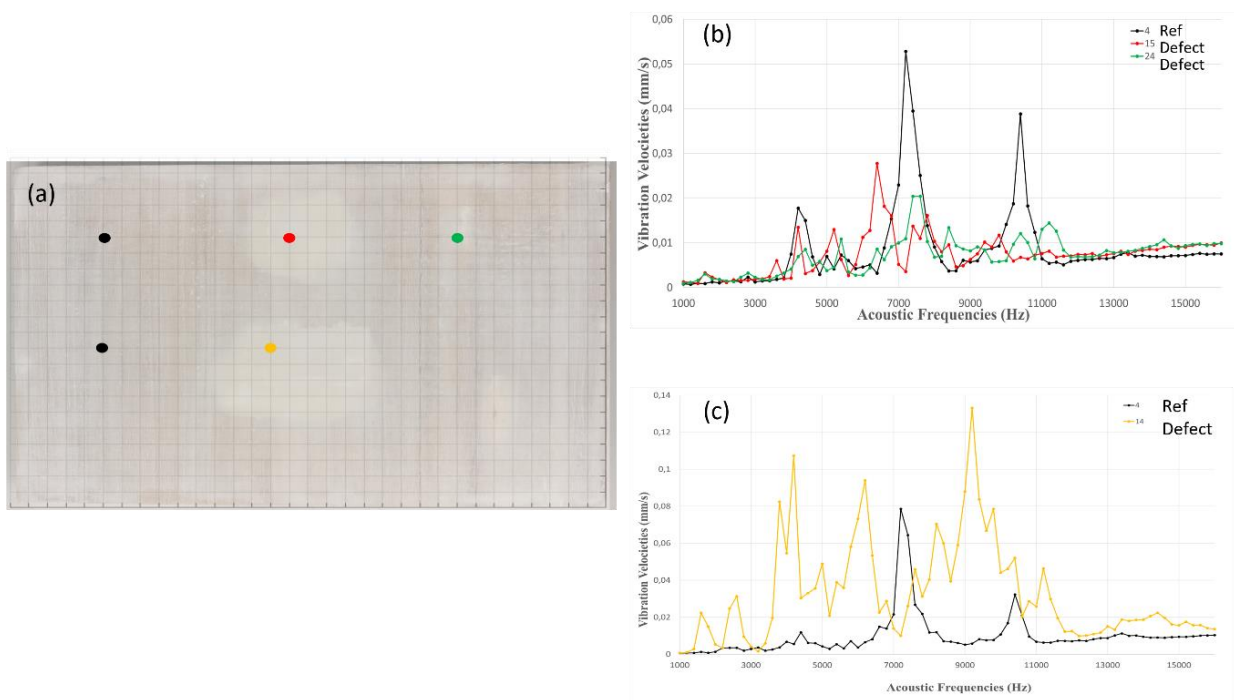 (a)
(b)
Vibration Velocieties (mm/s)
0,06
0,05
0,04
0,03
0,02
0,01
0
1000 3000 5000 7000 9000 11000 13000 15000
Acoustic Frequencies (Hz)
4 Ref
15 Defect
24 Defect
(c)
Vibration Velocieties (mm/s)
0,14
0,12
0,1
0,08
0,06
0,04
0,02
0
1000 3000 5000 7000 9000 11000 13000 15000
Acoustic Frequencies (Hz)
4 Ref
14 Defect